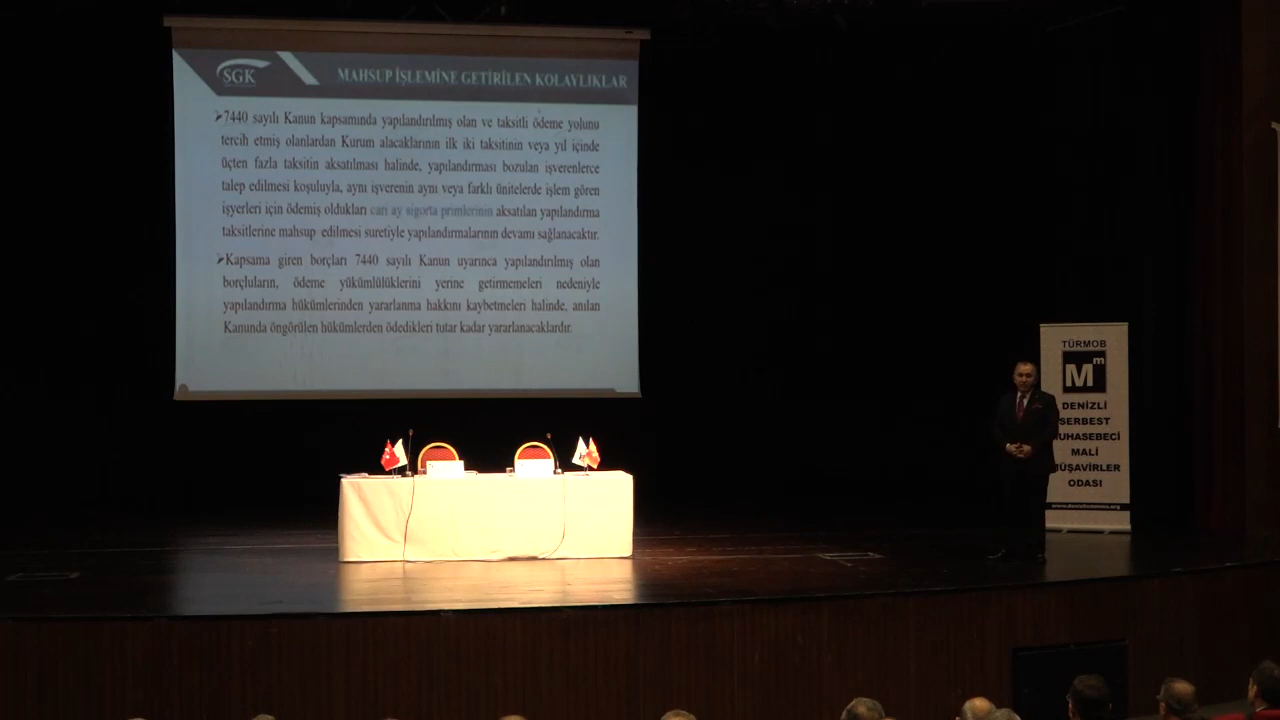 SGK
MAHSUP İŞLEMİNE GETİRİLEN KOLAYLIKLAR
➢7440 sayılı Kanun kapsamında yapılandırılmış olan ve taksitli ödeme yolunu
tercih etmiş olanlardan Kurum alacaklarının ilk iki taksitinin veya yıl içinde
üçten fazla taksitin aksatılması halinde, yapılandırması bozulan işverenlerce
talep edilmesi koşuluyla, aynı işverenin aynı veya farklı ünitelerde işlem gören
işyerleri için ödemiş oldukları cari ay sigorta primlerinin aksatılan yapılandırma
taksitlerine mahsup edilmesi suretiyle yapılandırmalarının devamı sağlanacaktır.
➢Kapsama giren borçları 7440 sayılı Kanun uyarınca yapılandırılmış olan
borçluların, ödeme yükümlülüklerini yerine getirmemeleri nedeniyle
yapılandırma hükümlerinden yararlanma hakkını kaybetmeleri halinde, anılan
Kanunda öngörülen hükümlerden ödedikleri tutar kadar yararlanacaklardır.
TÜRMOB
Mm
DENİZLİ
SERBEST
MUHASEBECİ
MALİ
MÜŞAVİRLER
ODASI